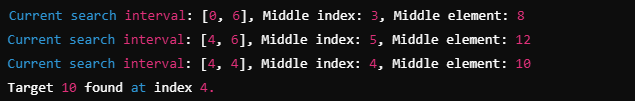 Current search interval: [0, 6], Middle index: 3, Middle element: 8
Current search interval: [4, 6], Middle index: 5, Middle element: 12
Current search interval: [4, 4], Middle index: 4, Middle element: 10
Target 10 found at index 4.